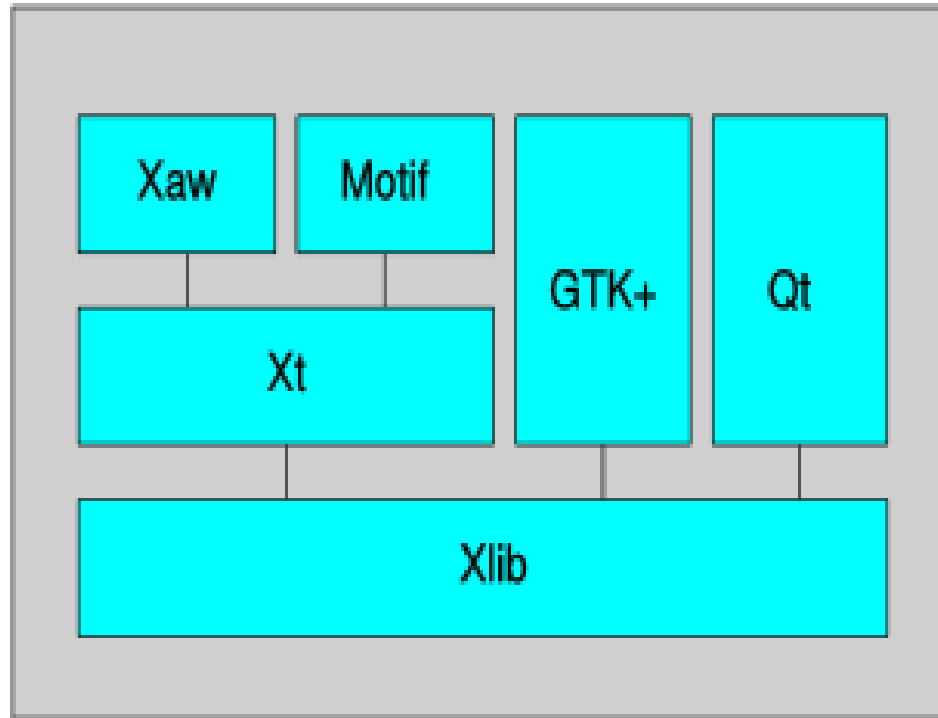 Xaw
Motif
GTK+
Qt
Xt
Xlib